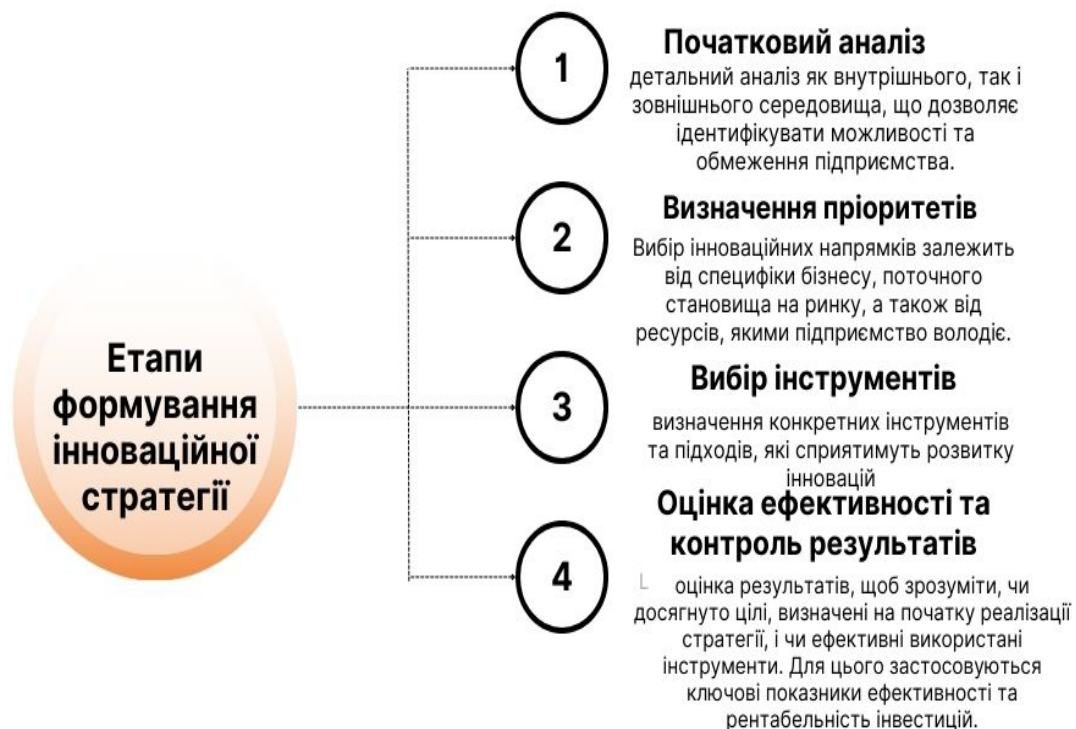 Етапи
формування
інноваційної
стратегії
1
Початковий аналіз
детальний аналіз як внутрішнього, так і
зовнішнього середовища, що дозволяє
ідентифікувати можливості та
обмеження підприємства.
2
Визначення пріоритетів
Вибір інноваційних напрямків залежить
від специфіки бізнесу, поточного
становища на ринку, а також від
ресурсів, якими підприємство володіє.
3
Вибір інструментів
визначення конкретних інструментів
та підходів, які сприятимуть розвитку
інновацій
4
Оцінка ефективності та
контроль результатів
оцінка результатів, щоб зрозуміти, чи
досягнуто цілі, визначені на початку реалізації
стратегії, і чи ефективні використані
інструменти. Для цього застосовуються
ключові показники ефективності та
рентабельність інвестицій.